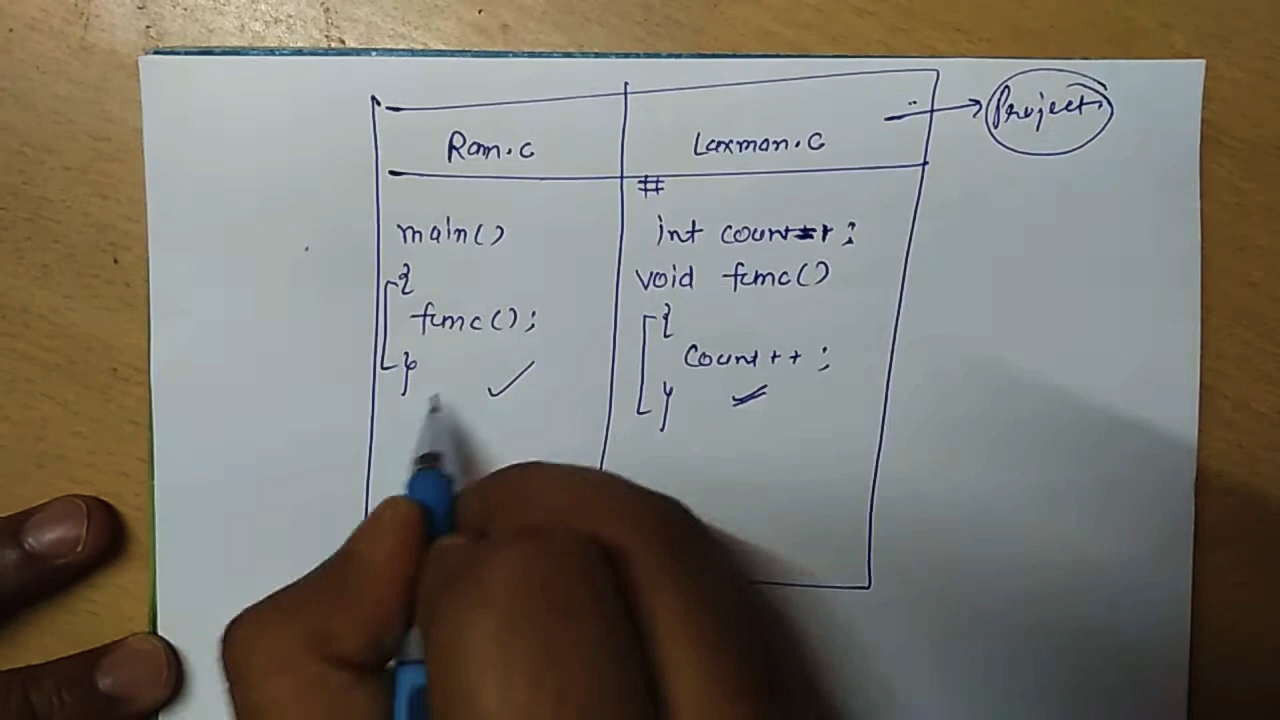 Ram.c
Laxman.c
Project
#
main()
{
func();
}
int count;
void func()
{
Count++;
}